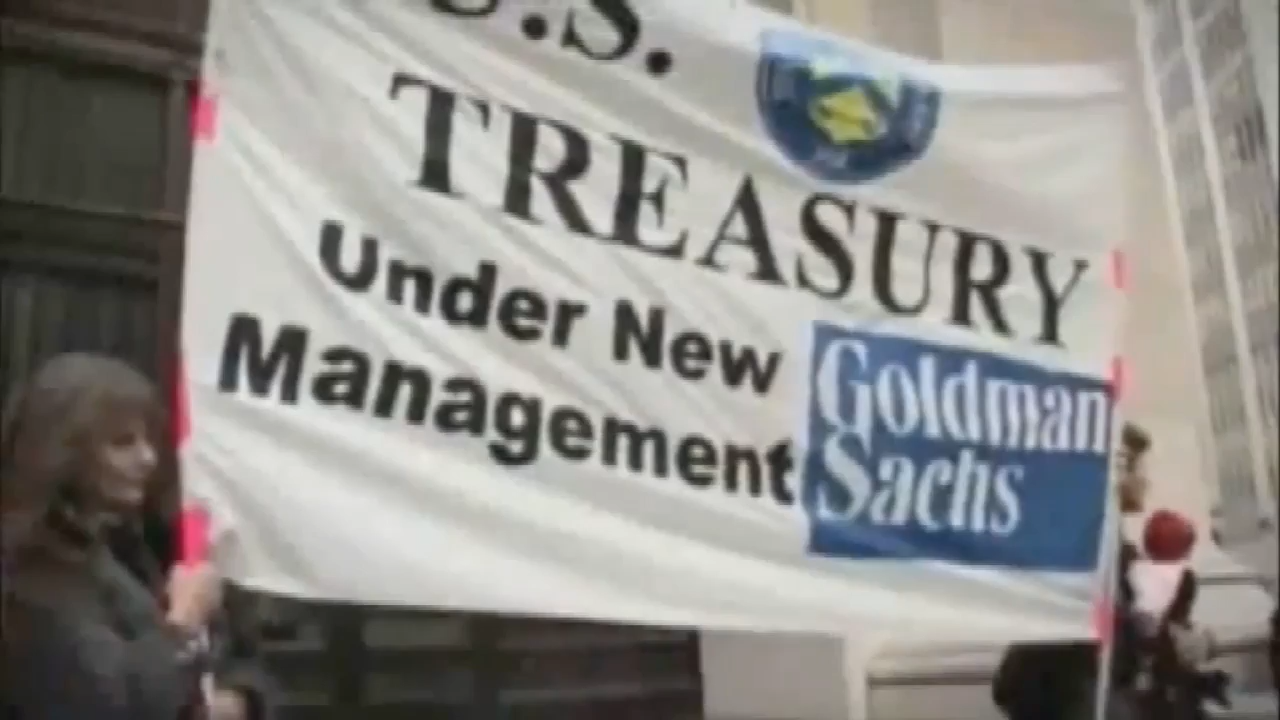 U.S.
TREASURY
Under New
Management
Goldman
Sachs